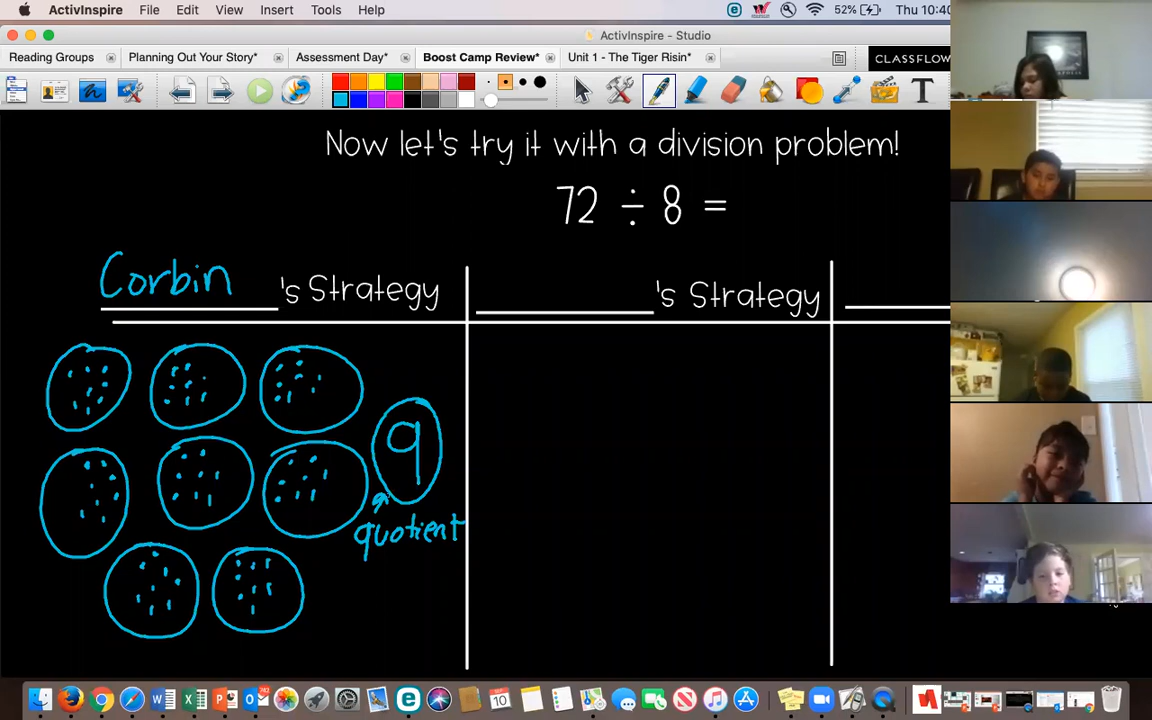 ActivInspire File Edit View Insert Tools Help 52% Thu 10:40
ActivInspire - Studio
Reading Groups Planning Out Your Story* Assessment Day* Boost Camp Review* Unit 1 - The Tiger Risin* CLASSFLOW
Now let's try it with a division problem!
72 ÷ 8 =
Corbin 's Strategy 's Strategy
9
quotient